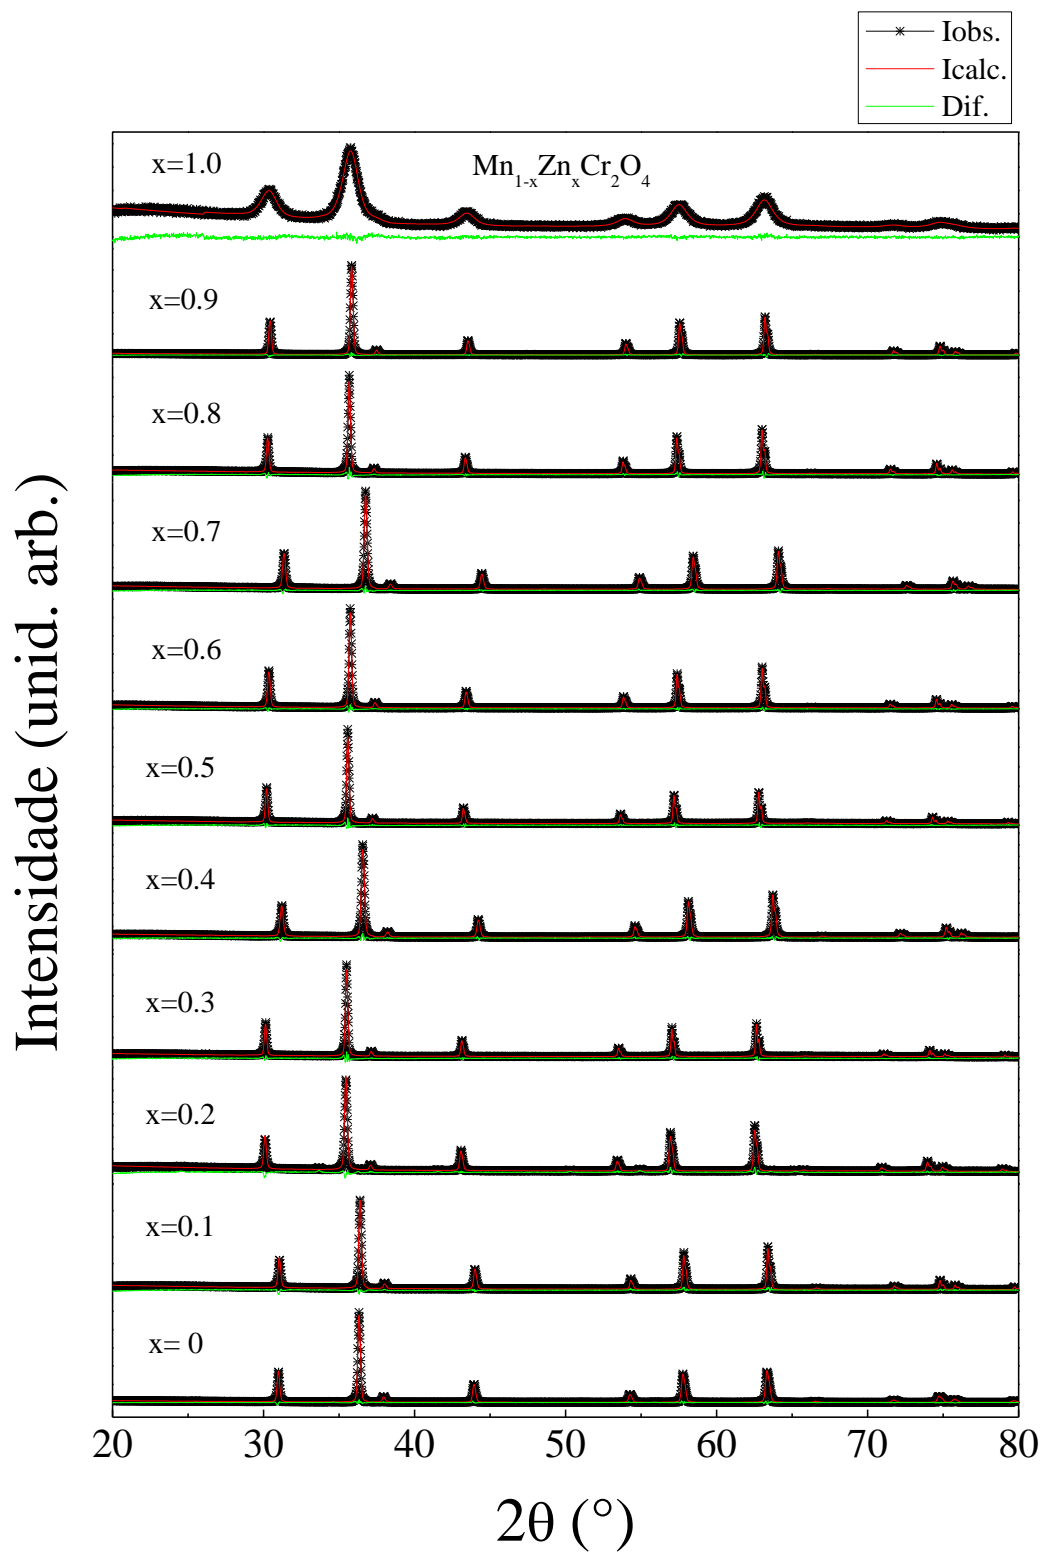 Iobs.
Icalc.
Dif.
x=1.0
Mn1-xZnxCr2O4
x=0.9
x=0.8
x=0.7
x=0.6
x=0.5
x=0.4
x=0.3
x=0.2
x=0.1
x= 0
Intensidade (unid. arb.)
20 30 40 50 60 70 80
2θ (°)